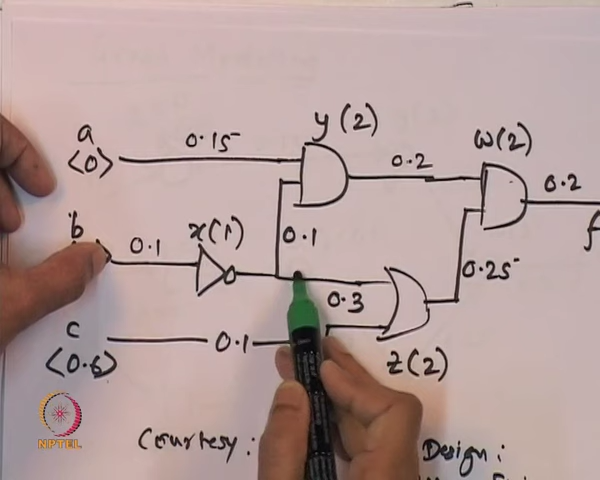 y (2)
w(2)
a
<0>
0.15
0.2
0.2
b
0.1
x(1)
0.1
f
0.25
0.3
c
<0.6>
0.1
z(2)
NPTEL
Courtesy :
Design :